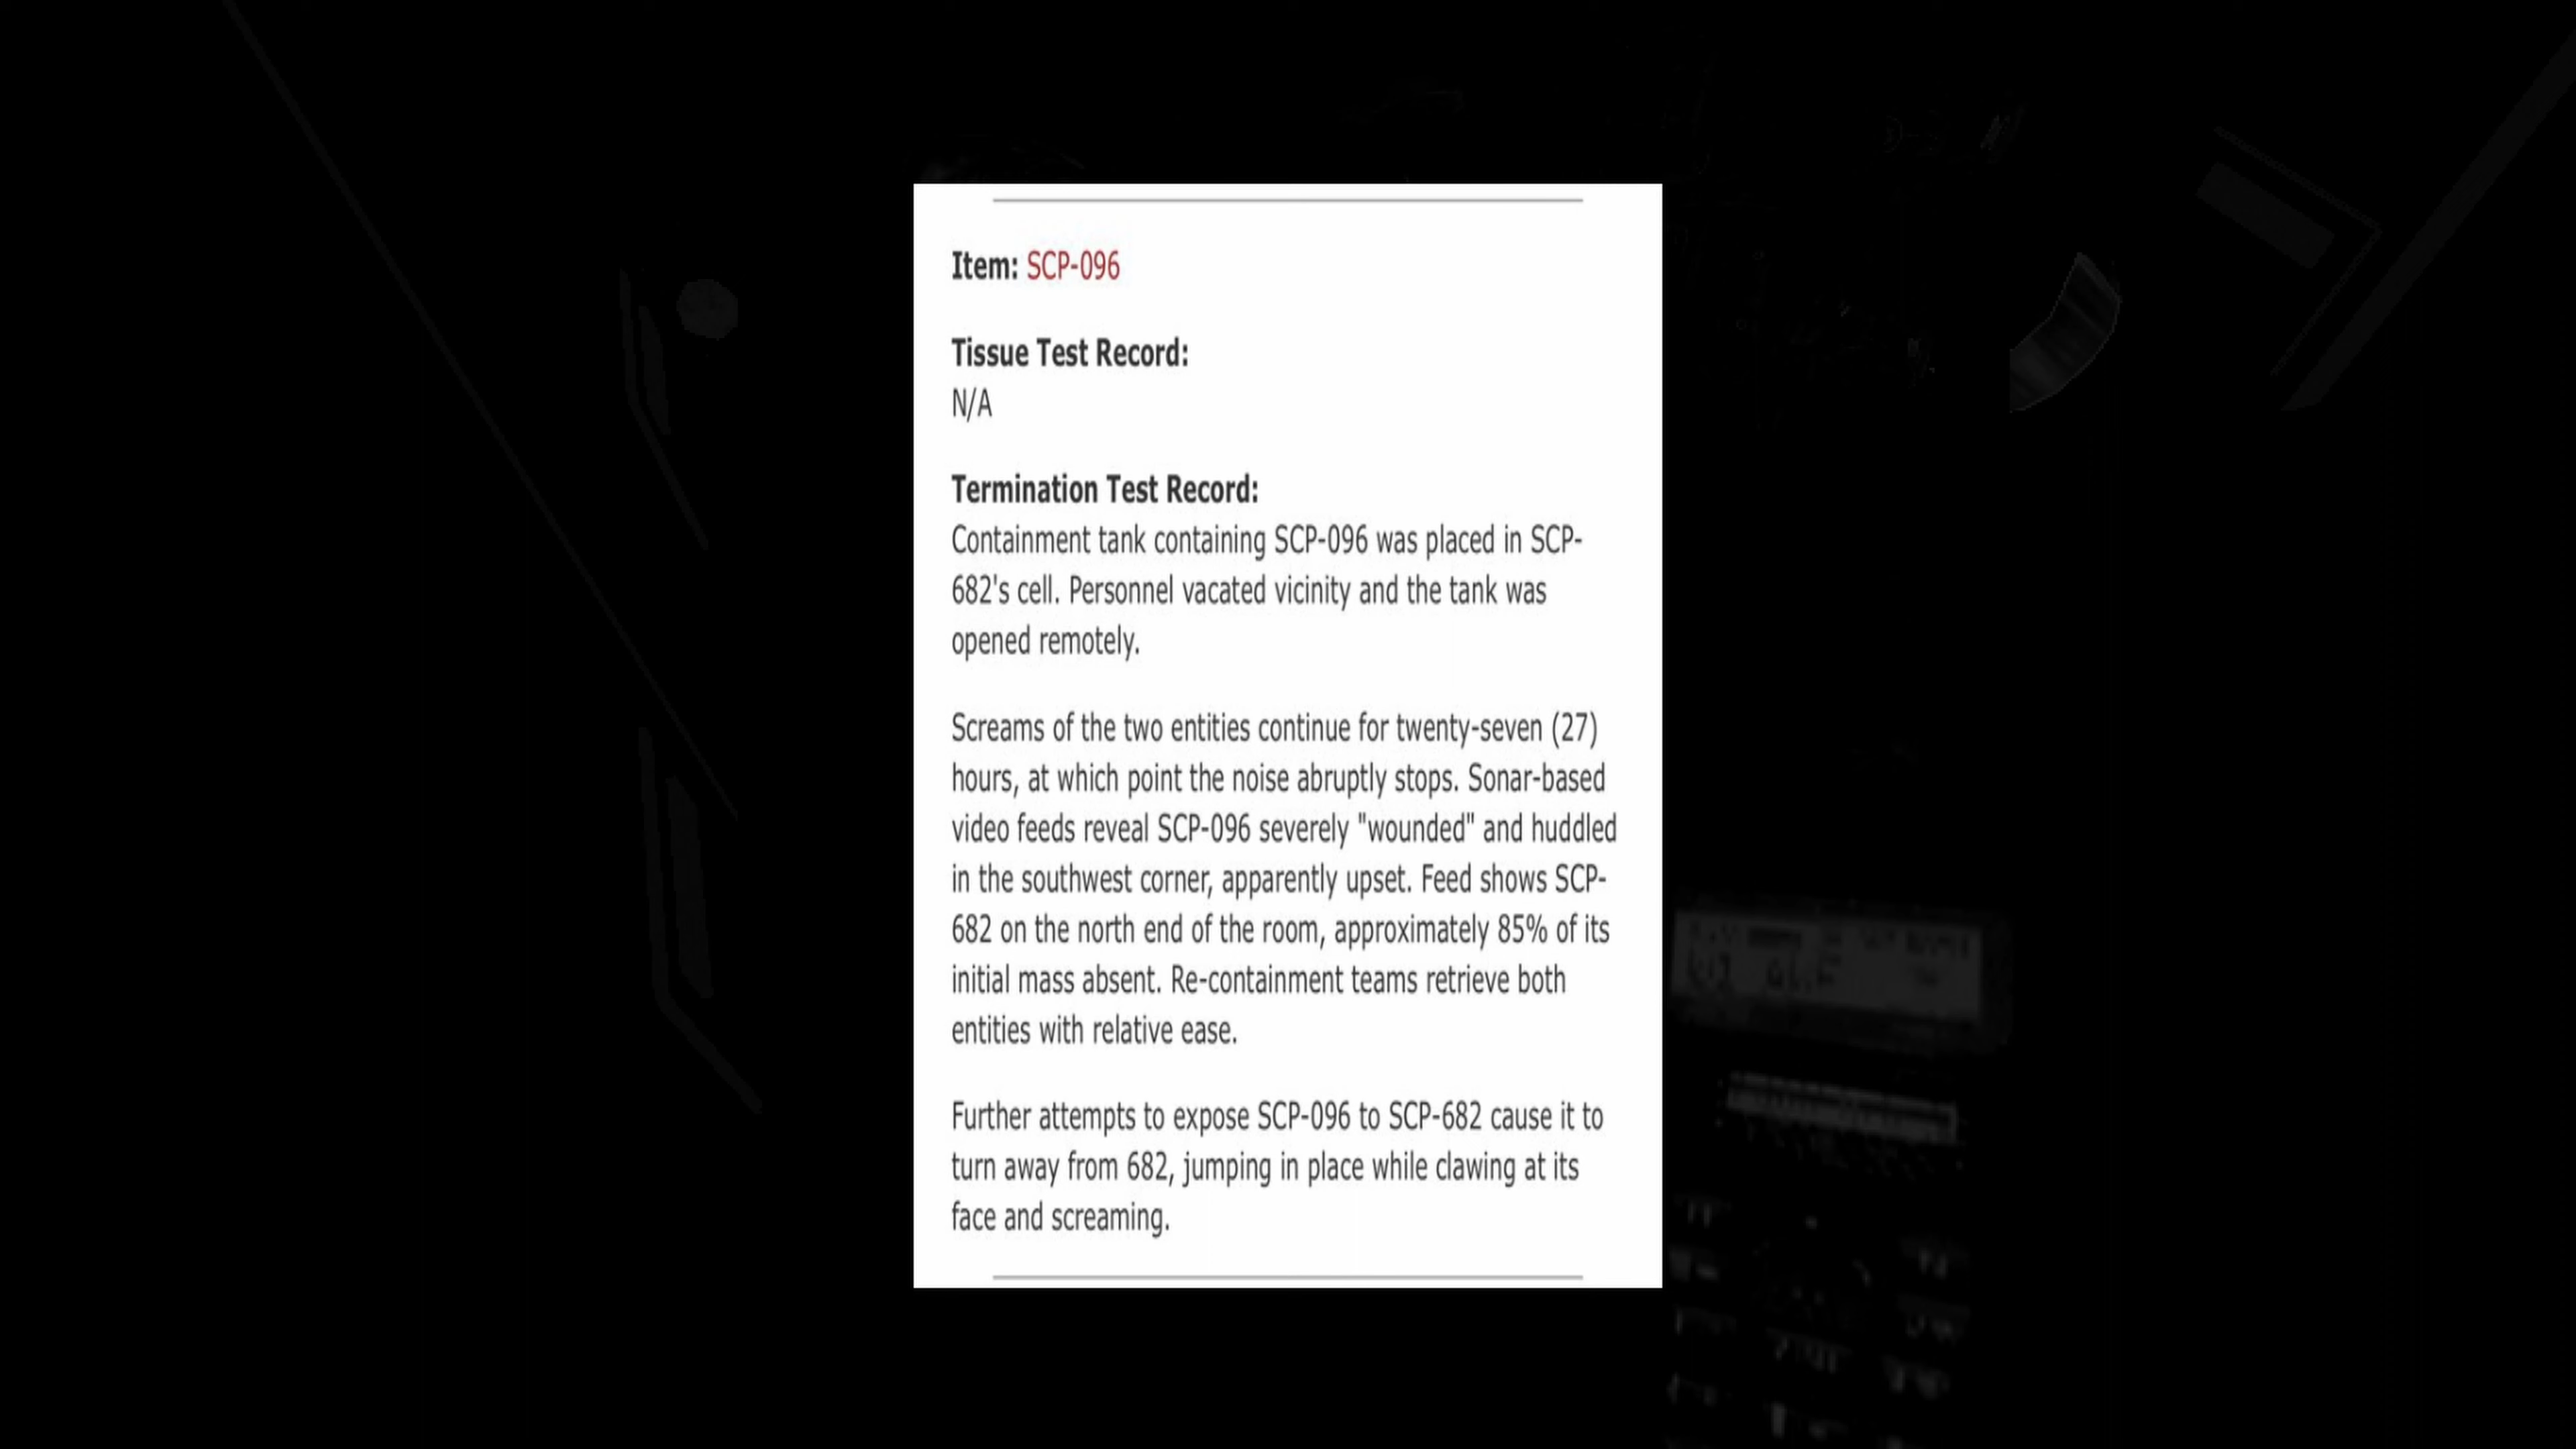 Item: SCP-096
Tissue Test Record:
N/A
Termination Test Record:
Containment tank containing SCP-096 was placed in SCP-
682's cell. Personnel vacated vicinity and the tank was
opened remotely.
Screams of the two entities continue for twenty-seven (27)
hours, at which point the noise abruptly stops. Sonar-based
video feeds reveal SCP-096 severely "wounded" and huddled
in the southwest corner, apparently upset. Feed shows SCP-
682 on the north end of the room, approximately 85% of its
initial mass absent. Re-containment teams retrieve both
entities with relative ease.
Further attempts to expose SCP-096 to SCP-682 cause it to
turn away from 682, jumping in place while clawing at its
face and screaming.